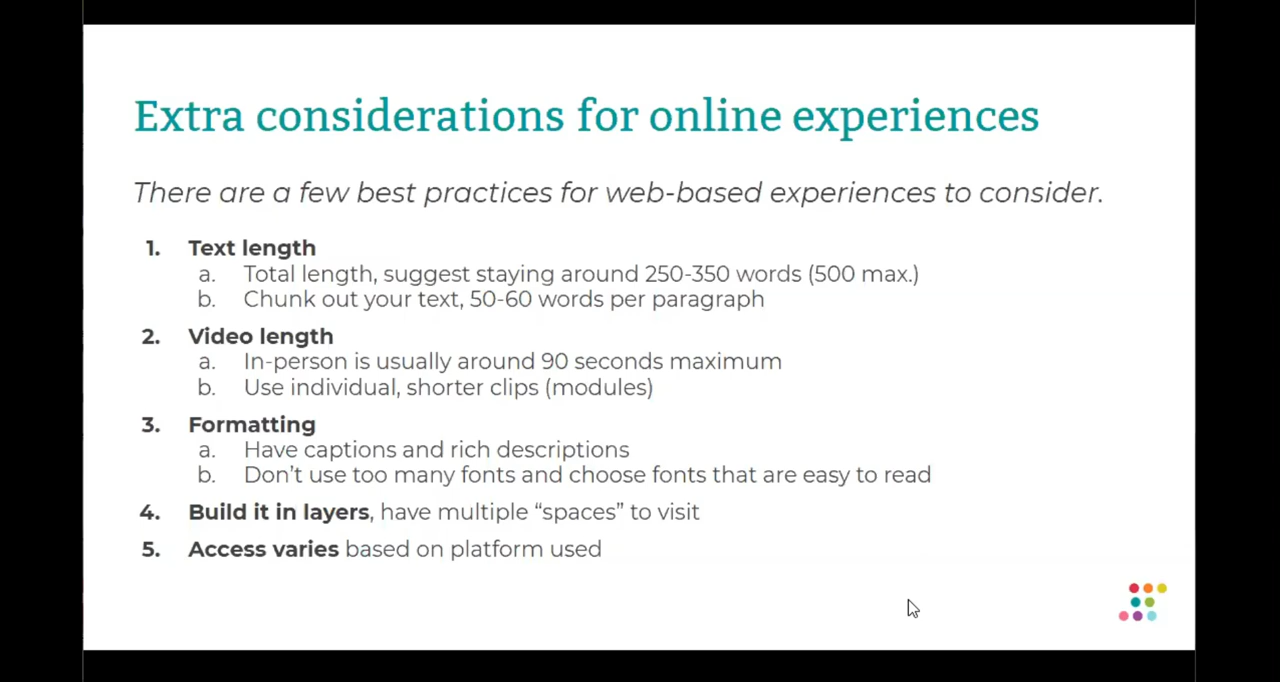 Extra considerations for online experiences
There are a few best practices for web-based experiences to consider.
1. Text length
a. Total length, suggest staying around 250-350 words (500 max.)
b. Chunk out your text, 50-60 words per paragraph
2. Video length
a. In-person is usually around 90 seconds maximum
b. Use individual, shorter clips (modules)
3. Formatting
a. Have captions and rich descriptions
b. Don’t use too many fonts and choose fonts that are easy to read
4. Build it in layers, have multiple “spaces” to visit
5. Access varies based on platform used